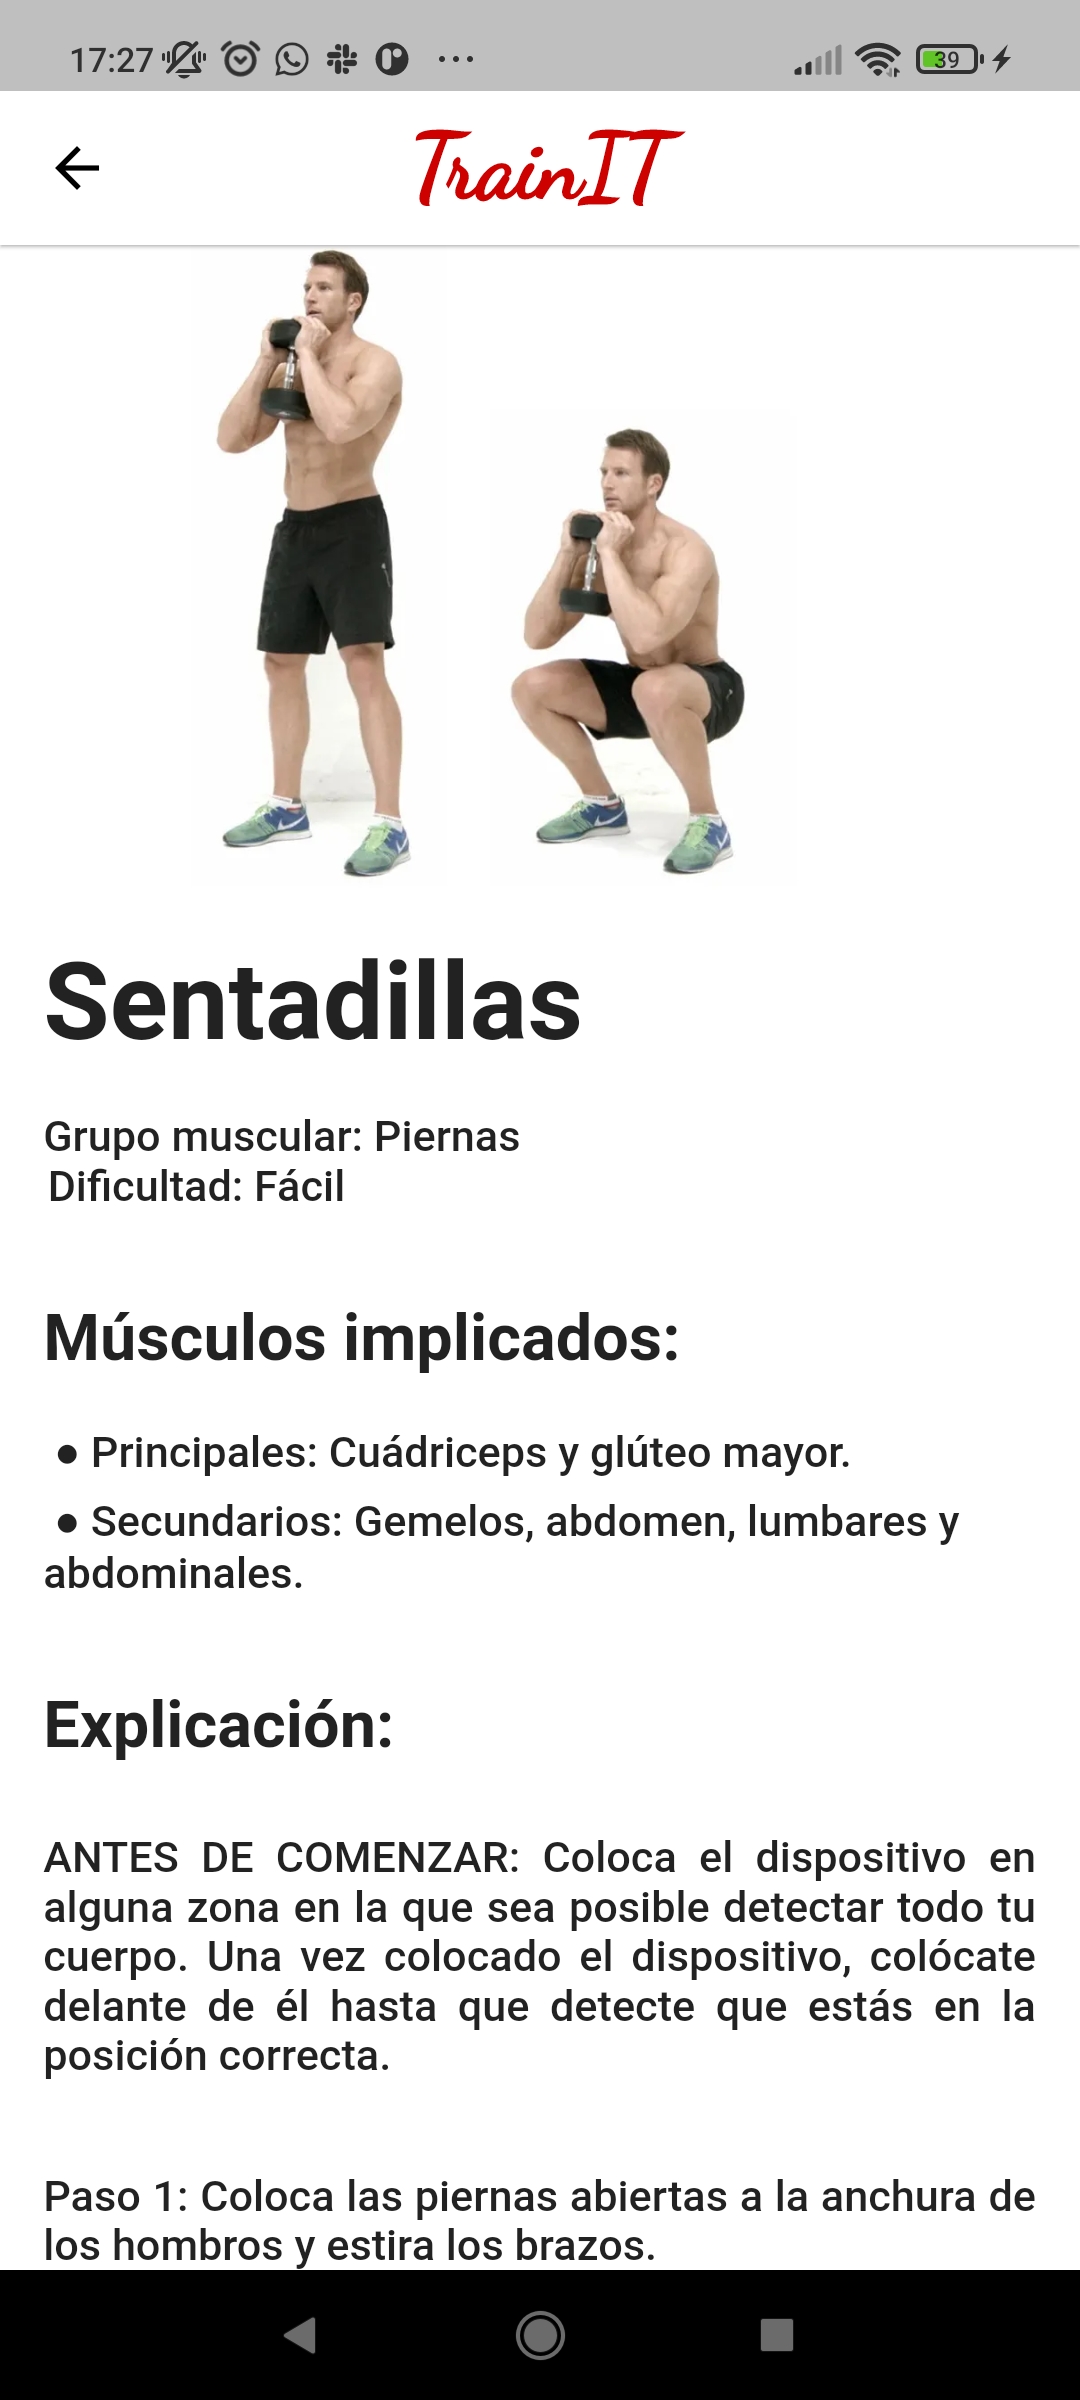 17:27
39
TrainIT
Sentadillas
Grupo muscular: Piernas
Dificultad: Fácil
Músculos implicados:
● Principales: Cuádriceps y glúteo mayor.
● Secundarios: Gemelos, abdomen, lumbares y
abdominales.
Explicación:
ANTES DE COMENZAR: Coloca el dispositivo en
alguna zona en la que sea posible detectar todo tu
cuerpo. Una vez colocado el dispositivo, colócate
delante de él hasta que detecte que estás en la
posición correcta.
Paso 1: Coloca las piernas abiertas a la anchura de
los hombros y estira los brazos.